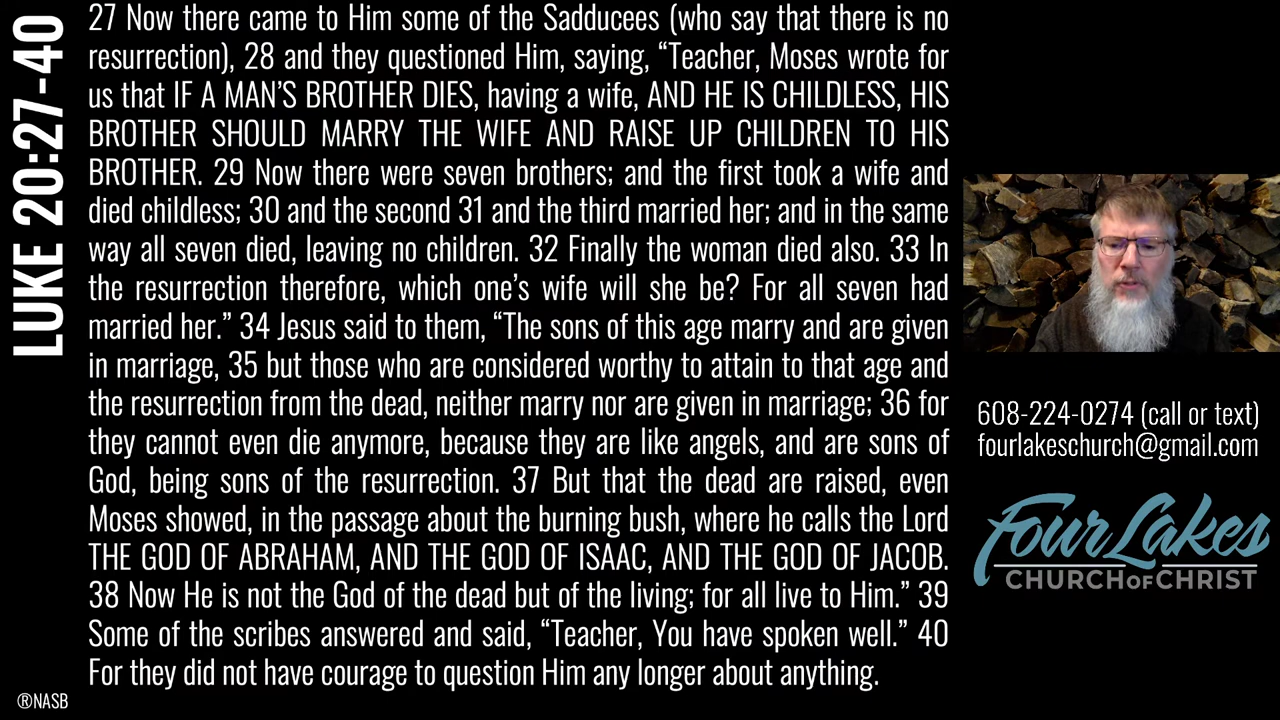 LUKE 20:27-40
27 Now there came to Him some of the Sadducees (who say that there is no
resurrection), 28 and they questioned Him, saying, “Teacher, Moses wrote for
us that IF A MAN’S BROTHER DIES, having a wife, AND HE IS CHILDLESS, HIS
BROTHER SHOULD MARRY THE WIFE AND RAISE UP CHILDREN TO HIS
BROTHER. 29 Now there were seven brothers; and the first took a wife and
died childless; 30 and the second 31 and the third married her; and in the same
way all seven died, leaving no children. 32 Finally the woman died also. 33 In
the resurrection therefore, which one’s wife will she be? For all seven had
married her.” 34 Jesus said to them, “The sons of this age marry and are given
in marriage, 35 but those who are considered worthy to attain to that age and
the resurrection from the dead, neither marry nor are given in marriage; 36 for
they cannot even die anymore, because they are like angels, and are sons of
God, being sons of the resurrection. 37 But that the dead are raised, even
Moses showed, in the passage about the burning bush, where he calls the Lord
THE GOD OF ABRAHAM, AND THE GOD OF ISAAC, AND THE GOD OF JACOB.
38 Now He is not the God of the dead but of the living; for all live to Him.” 39
Some of the scribes answered and said, “Teacher, You have spoken well.” 40
For they did not have courage to question Him any longer about anything.
®NASB
608-224-0274 (call or text)
fourlakeschurch@gmail.com
Four Lakes
CHURCH OF CHRIST